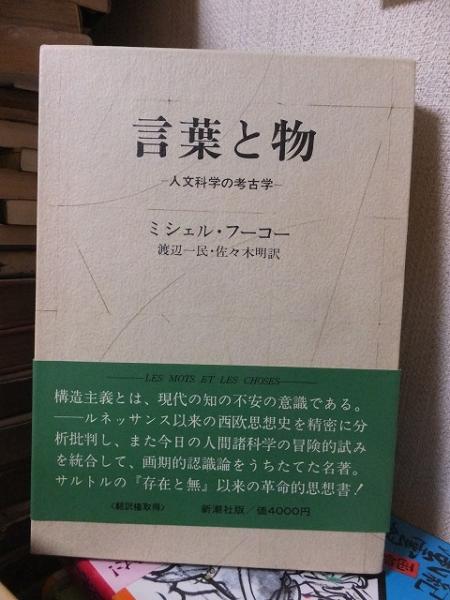 言葉と物
―人文科学の考古学―
ミシェル・フーコー
渡辺一民・佐々木明訳
LES MOTS ET LES CHOSES
構造主義とは、現代の知の不安の意識である。
――ルネッサンス以来の西欧思想史を精密に分
析批判し、また今日の人間諸科学の冒険的試み
を統合して、画期的認識論をうちたてた名著。
サルトルの『存在と無』以来の革命的思想書!
〈翻訳権取得〉 新潮社版/価4000円